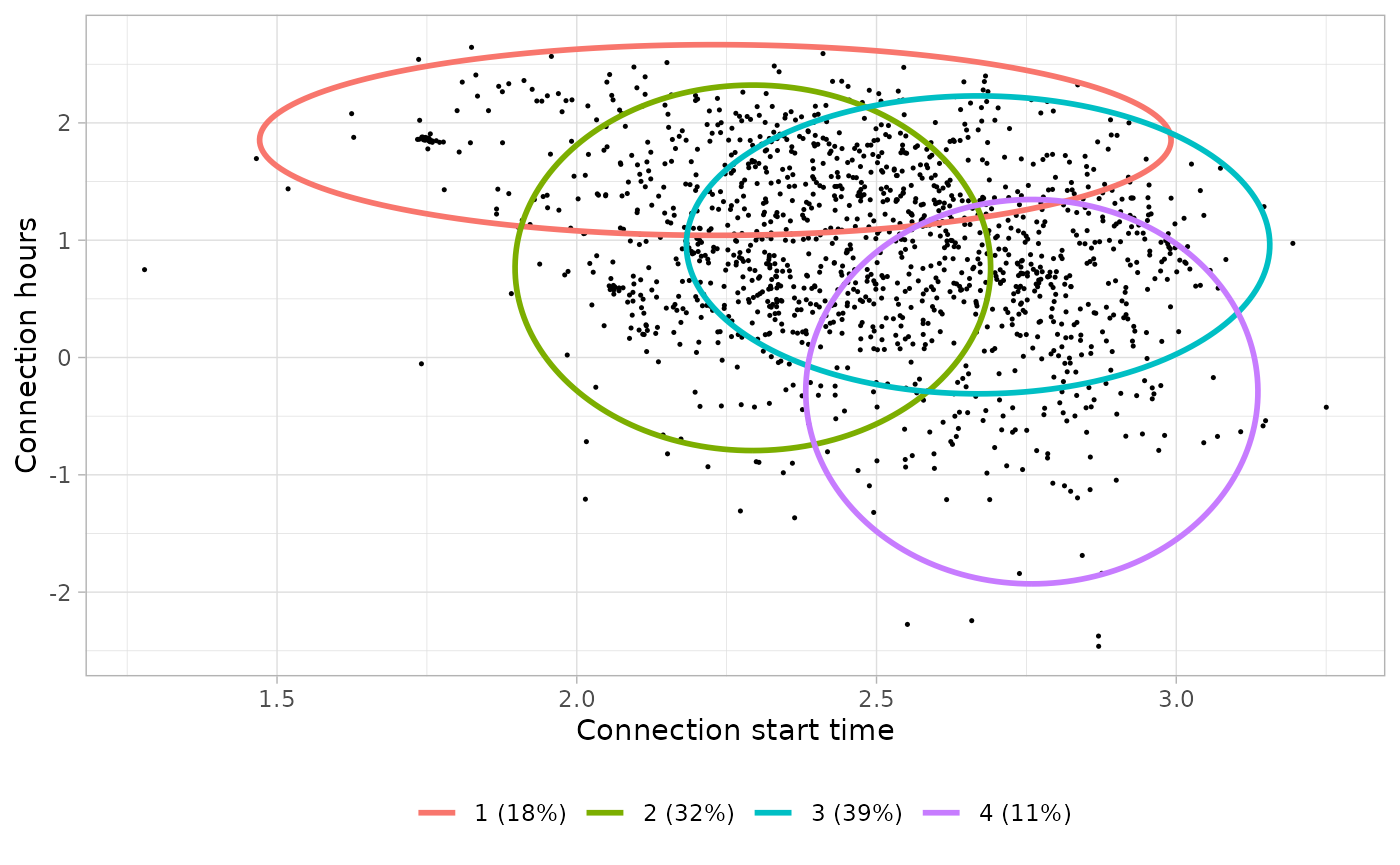 Connection hours
2
1
0
-1
-2
1.5 2.0 2.5 3.0
Connection start time
1 (18%) 2 (32%) 3 (39%) 4 (11%)